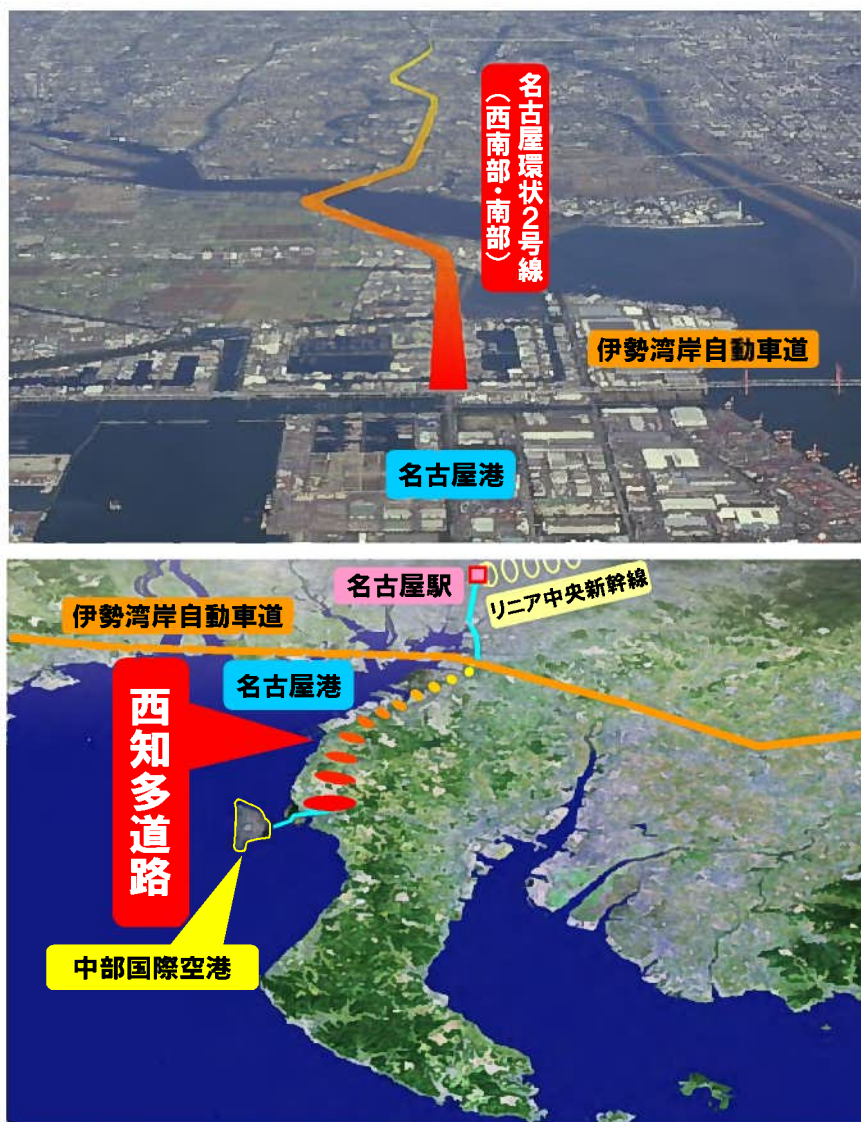 名古屋環状2号線
(西南部・南部)
伊勢湾岸自動車道
名古屋港
名古屋駅
リニア中央新幹線
伊勢湾岸自動車道
名古屋港
西知多道路
中部国際空港